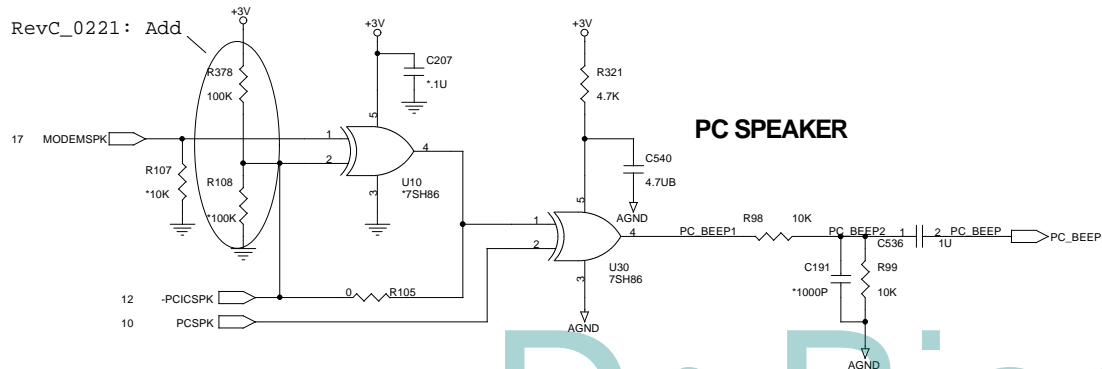 RevC_0221: Add
+3V
+3V
+3V
R378
100K
C207
*.1U
R321
4.7K
PC SPEAKER
17 MODEMSPK
1
2
5
4
3
U10
*7SH86
R107
*10K
R108
*100K
C540
4.7UB
AGND
5
1
2
4
3
U30
7SH86
AGND
PC_BEEP1
R98 10K
PC_BEEP2
C536
1 2
1U
PC_BEEP
PC_BEEP
C191
*1000P
R99
10K
AGND
12 -PCICSPK
0 R105
10 PCSPK